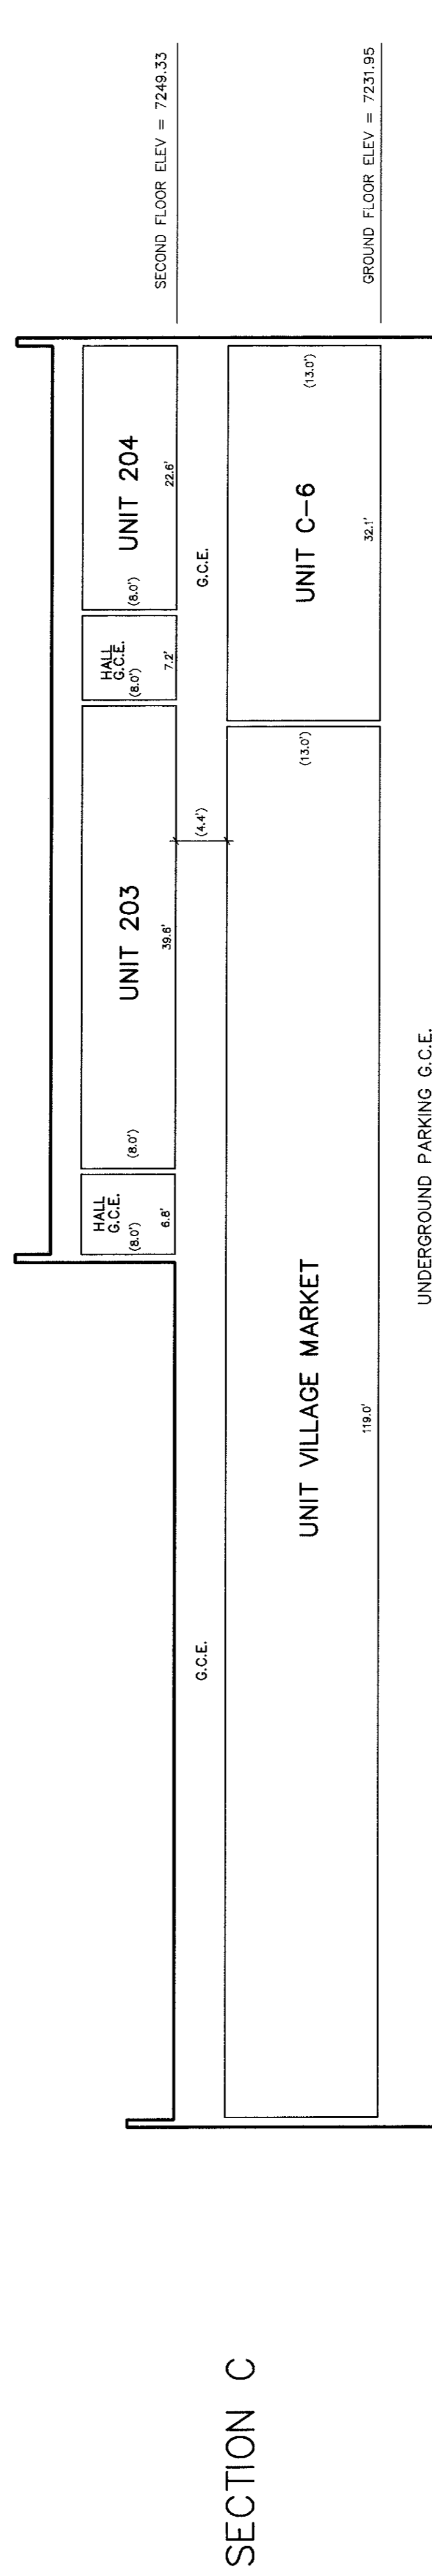 SECOND FLOOR ELEV = 7249.33
GROUND FLOOR ELEV = 7231.95
HALL
G.C.E.
(8.0')
6.8'
(8.0')
UNIT 203
39.6'
HALL
G.C.E.
(8.0')
7.2'
(8.0')
UNIT 204
22.6'
G.C.E.
(4.4')
G.C.E.
UNIT VILLAGE MARKET
119.0'
(13.0')
UNIT C-6
32.1'
(13.0')
UNDERGROUND PARKING G.C.E.
SECTION C